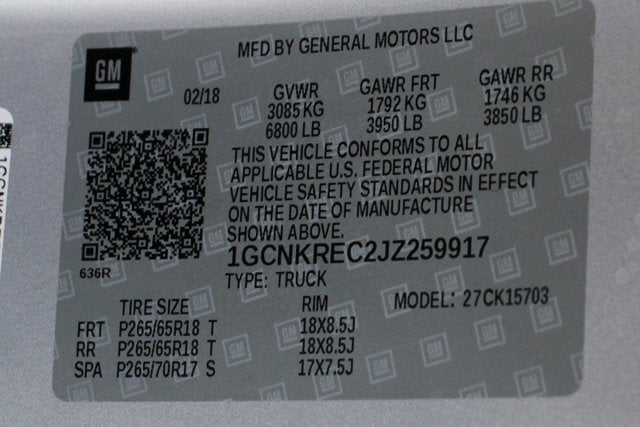 GM
MFD BY GENERAL MOTORS LLC
02/18
GVWR GAWR FRT GAWR RR
3085 KG 1792 KG 1746 KG
6800 LB 3950 LB 3850 LB
THIS VEHICLE CONFORMS TO ALL
APPLICABLE U.S. FEDERAL MOTOR
VEHICLE SAFETY STANDARDS IN EFFECT
ON THE DATE OF MANUFACTURE
SHOWN ABOVE.
1GCNKREC2JZ259917
636R
TYPE: TRUCK
MODEL: 27CK15703
TIRE SIZE RIM
FRT P265/65R18 T 18X8.5J
RR P265/65R18 T 18X8.5J
SPA P265/70R17 S 17X7.5J